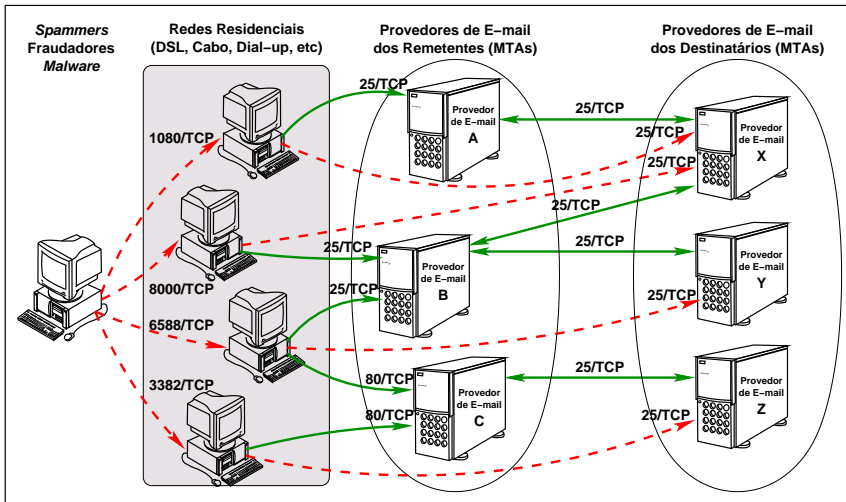 Spammers
Fraudadores
Malware
Redes Residenciais
(DSL, Cabo, Dial−up, etc)
Provedores de E−mail
dos Remetentes (MTAs)
Provedores de E−mail
dos Destinatários (MTAs)
25/TCP
Provedor
de E−mail
A
25/TCP
Provedor
de E−mail
X
25/TCP
25/TCP
1080/TCP
25/TCP
8000/TCP
25/TCP
Provedor
de E−mail
B
25/TCP
Provedor
de E−mail
Y
25/TCP
25/TCP
6588/TCP
3382/TCP
80/TCP
Provedor
de E−mail
C
25/TCP
Provedor
de E−mail
Z
80/TCP
25/TCP